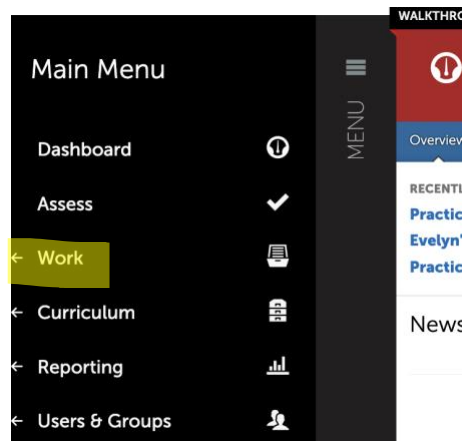 WALKTHRO
Main Menu
MENU
Dashboard
Overview
Assess
RECENTL
Practic
Work
Evelyn'
Practic
Curriculum
News
Reporting
Users & Groups